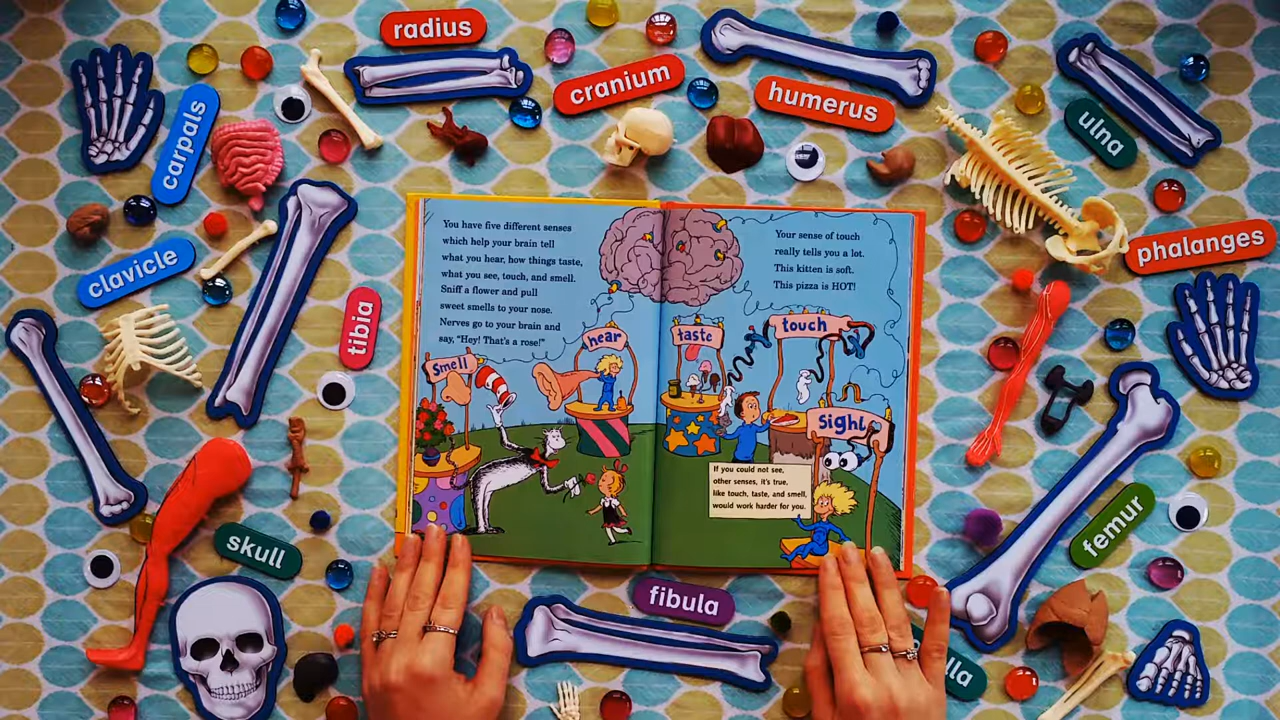 radius
cranium
humerus
ulna
carpals
phalanges
clavicle
tibia
You have five different senses
which help your brain tell
what you hear, how things taste,
what you see, touch, and smell.
Sniff a flower and pull
sweet smells to your nose.
Nerves go to your brain and
say, "Hey! That's a rose!"
Your sense of touch
really tells you a lot.
This kitten is soft.
This pizza is HOT!
Smell
hear
taste
touch
Sight
If you could not see,
other senses, it's true,
like touch, taste, and smell,
would work harder for you.
skull
femur
fibula